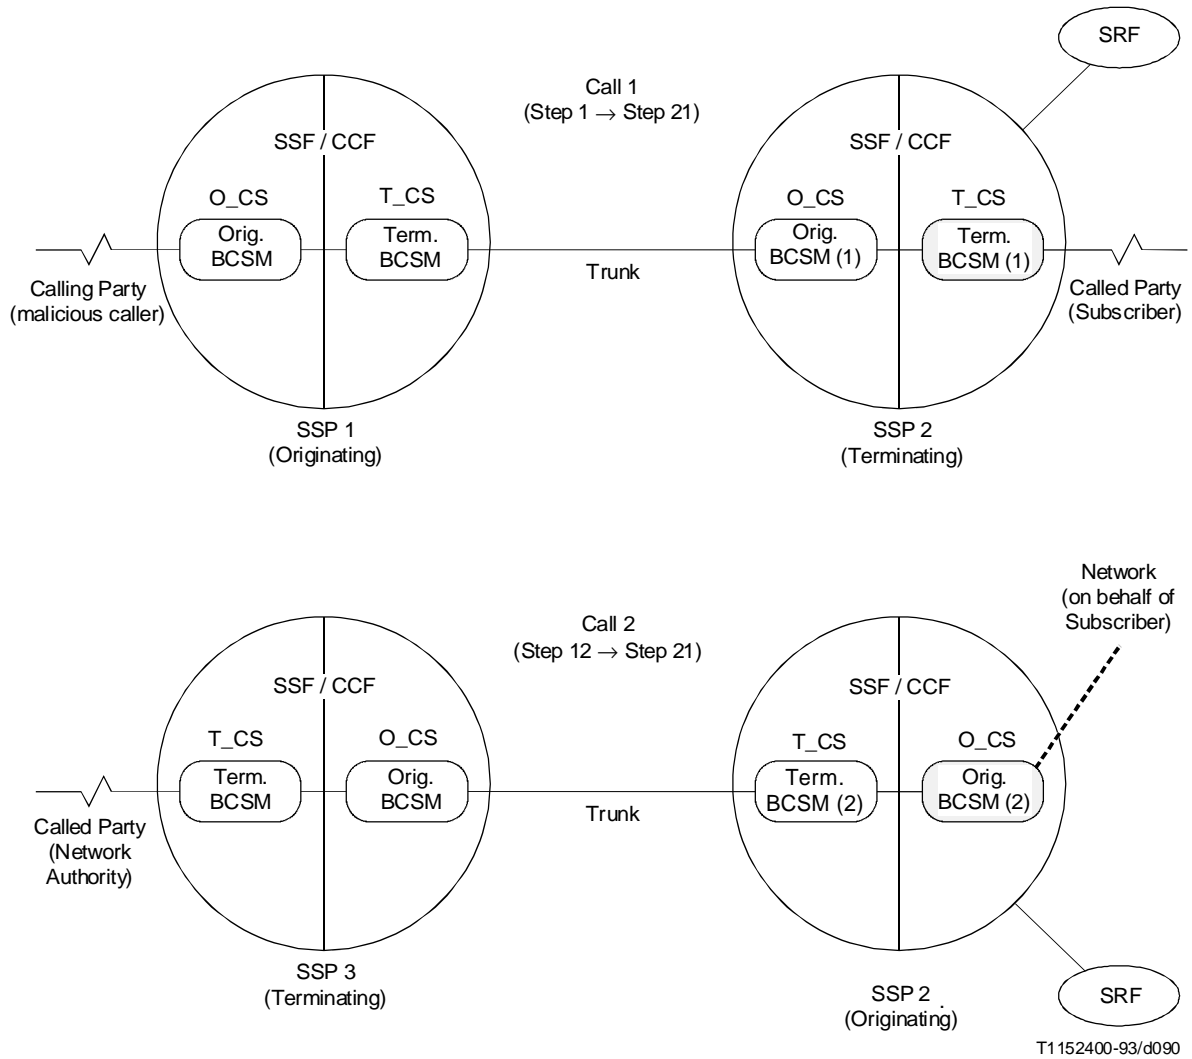 SRF
Call 1
(Step 1 → Step 21)
SSF / CCF
SSF / CCF
O_CS
T_CS
O_CS
T_CS
Orig.
BCSM
Term.
BCSM
Orig.
BCSM (1)
Term.
BCSM (1)
Trunk
Calling Party
(malicious caller)
Called Party
(Subscriber)
SSP 1
(Originating)
SSP 2
(Terminating)
Network
(on behalf of
Subscriber)
Call 2
(Step 12 → Step 21)
SSF / CCF
SSF / CCF
T_CS
O_CS
T_CS
O_CS
Term.
BCSM
Orig.
BCSM
Term.
BCSM (2)
Orig.
BCSM (2)
Trunk
Called Party
(Network
Authority)
SSP 3
(Terminating)
SSP 2
(Originating)
SRF
T1152400-93/d090